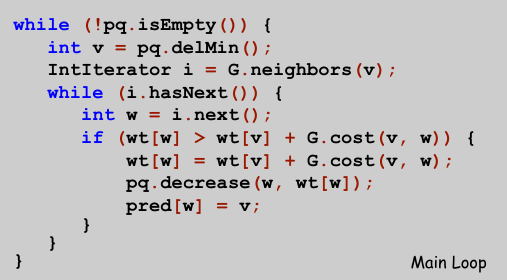 while (!pq.isEmpty()) {
   int v = pq.delMin();
   IntIterator i = G.neighbors(v);
   while (i.hasNext()) {
      int w = i.next();
      if (wt[w] > wt[v] + G.cost(v, w)) {
          wt[w] = wt[v] + G.cost(v, w);
          pq.decrease(w, wt[w]);
          pred[w] = v;
      }
   }
}
Main Loop